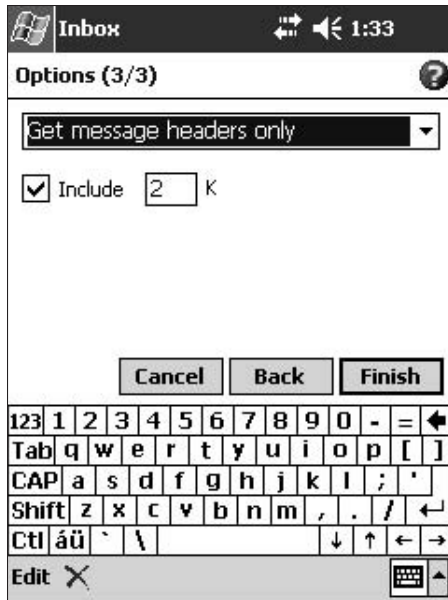 Inbox 1:33
Options (3/3) ?
Get message headers only
Include 2 K
Cancel Back Finish
123 1 2 3 4 5 6 7 8 9 0 - =
Tab q w e r t y u i o p [ ]
CAP a s d f g h j k l ; '
Shift z x c v b n m , . /
Ctl áü ` \
Edit